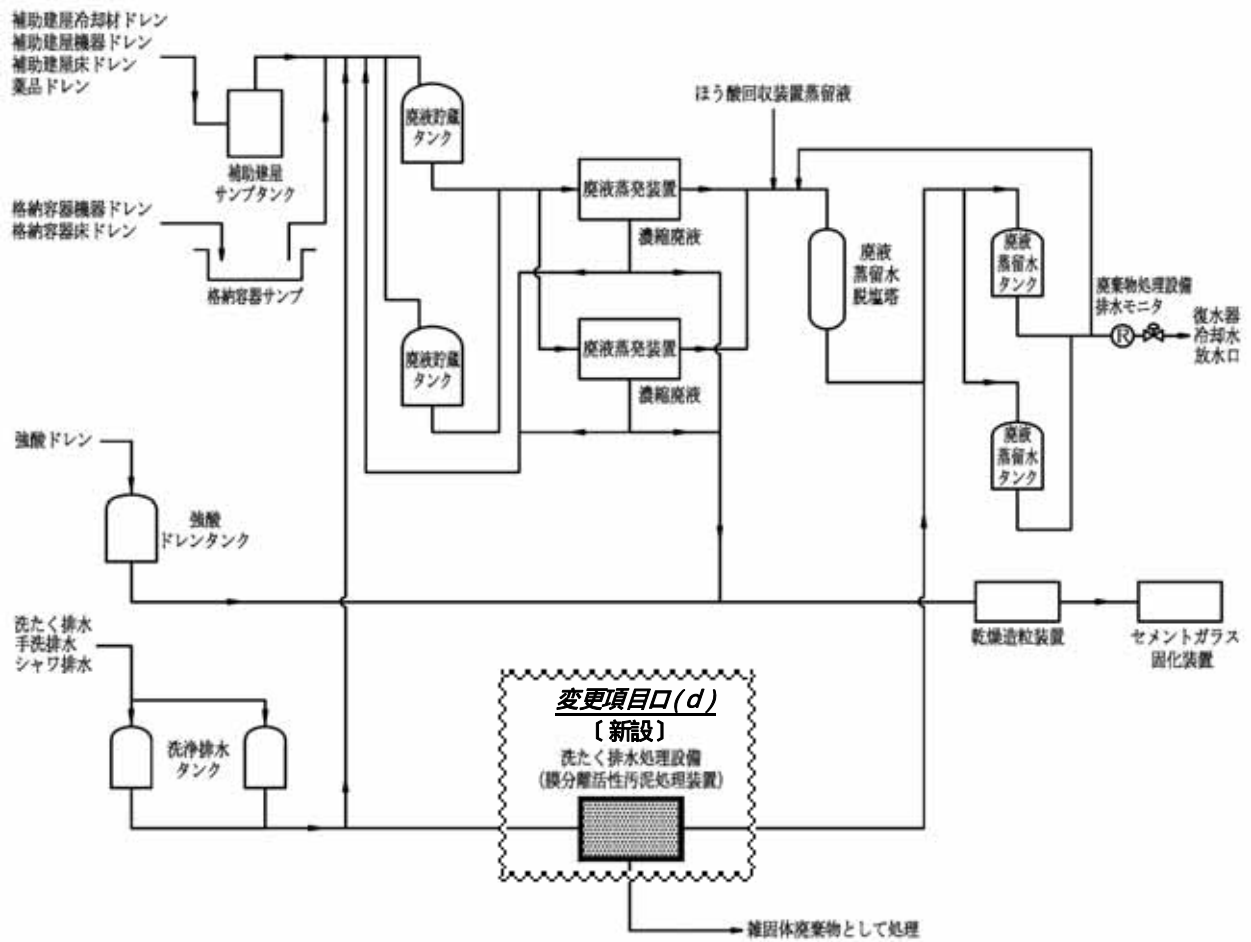 補助建屋冷却材ドレン
補助建屋機器ドレン
補助建屋床ドレン
薬品ドレン
補助建屋
サンプタンク
格納容器機器ドレン
格納容器床ドレン
格納容器サンプ
廃液貯蔵
タンク
廃液貯蔵
タンク
ほう酸回収装置蒸留液
廃液蒸発装置
濃縮廃液
廃液蒸発装置
濃縮廃液
廃液
蒸留水
脱塩塔
廃液
蒸留水
タンク
廃棄物処理設備
排水モニタ
R
復水器
冷却水
放水口
廃液
蒸留水
タンク
強酸ドレン
強酸
ドレンタンク
乾燥造粒装置
セメントガラス
固化装置
洗たく排水
手洗排水
シャワ排水
洗浄排水
タンク
変更項目ロ(d)
〔新設〕
洗たく排水処理設備
(膜分離活性汚泥処理装置)
雑固体廃棄物として処理